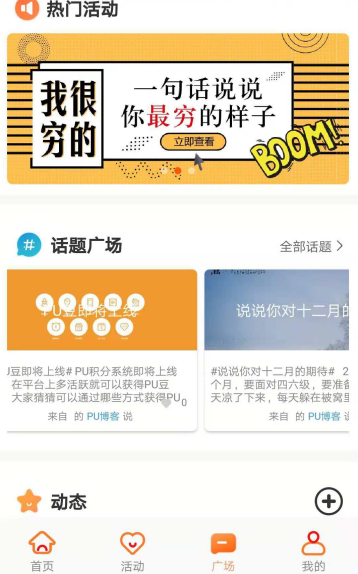 热门活动
我很
穷的
一句话说说
你最穷的样子
立即查看
BOOM!
话题广场
全部话题
PU豆即将上线
说说你对十二月的
豆即将上线# PU积分系统即将上线
在平台上多活跃就可以获得PU豆
大家猜猜可以通过哪些方式获得PU
0
来自 的 PU博客 说
#说说你对十二月的期待# 2
个月，要面对四六级，要准备
天凉了下来，每天躲在被窝里
来自 的 PU博客
动态
首页
活动
广场
我的